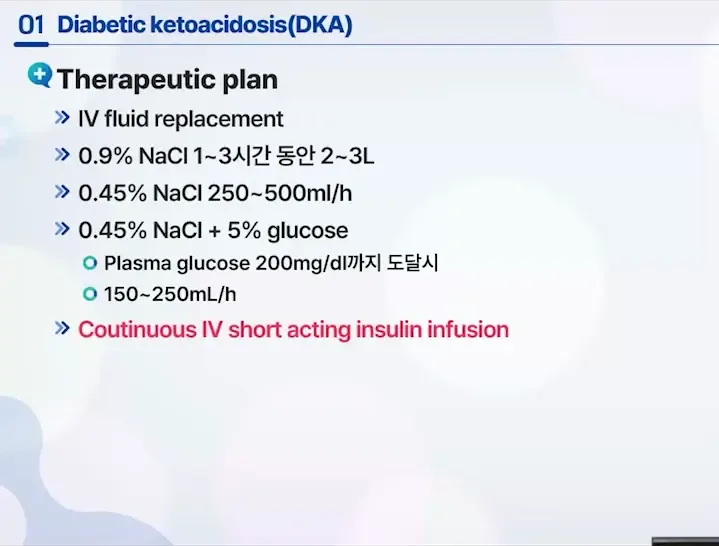 01 Diabetic ketoacidosis(DKA)
Therapeutic plan
IV fluid replacement
0.9% NaCl 1~3시간 동안 2~3L
0.45% NaCl 250~500ml/h
0.45% NaCl + 5% glucose
Plasma glucose 200mg/dl까지 도달시
150~250mL/h
Coutinuous IV short acting insulin infusion